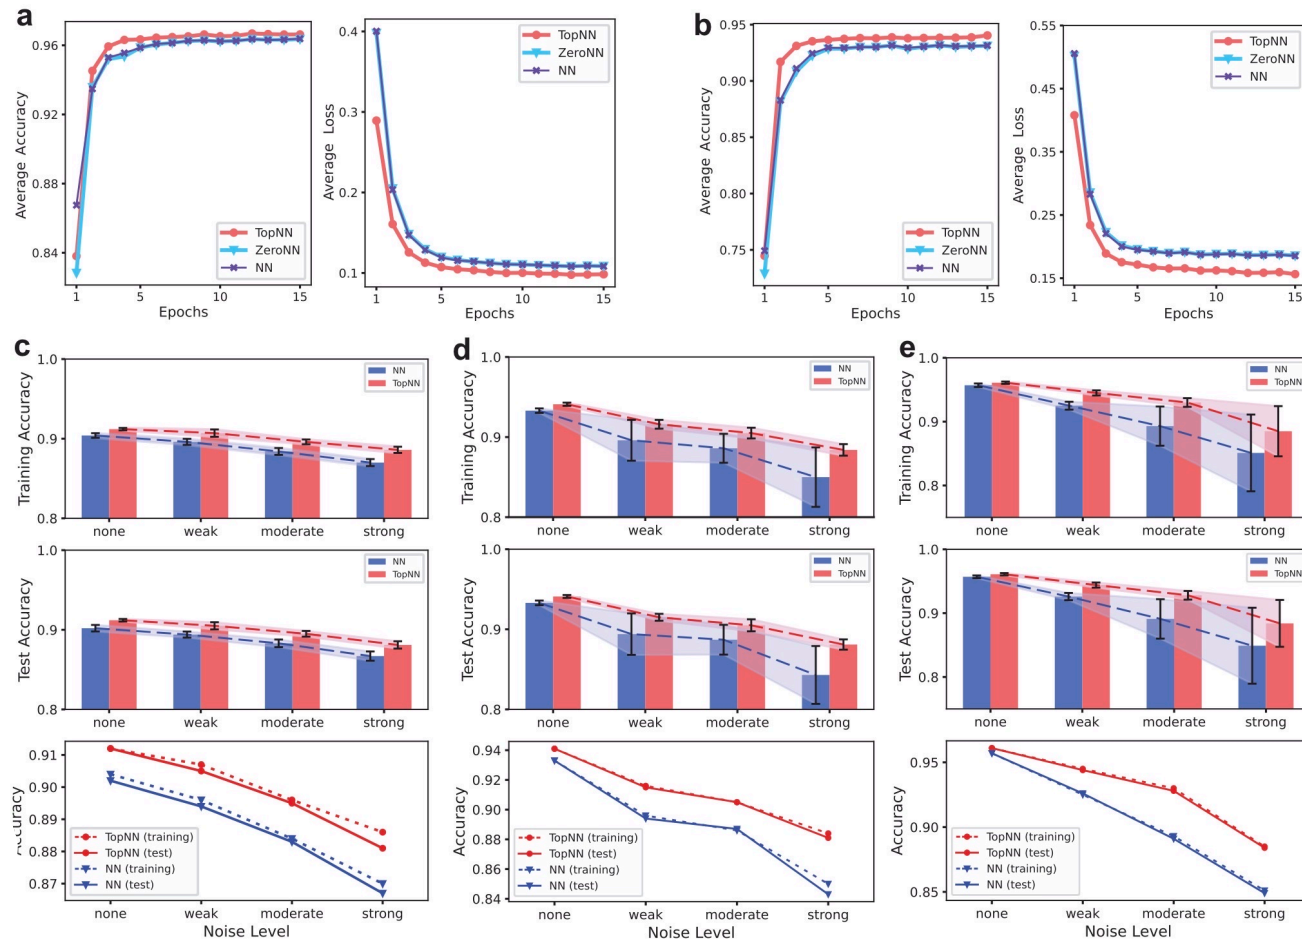 a
Average Accuracy
0.96
0.92
0.88
0.84
TopNN
ZeroNN
NN
1
5
10
15
Epochs
Average Loss
0.4
0.3
0.2
0.1
TopNN
ZeroNN
NN
1
5
10
15
Epochs
b
Average Accuracy
0.95
0.90
0.85
0.80
0.75
TopNN
ZeroNN
NN
1
5
10
15
Epochs
Average Loss
0.55
0.45
0.35
0.25
0.15
TopNN
ZeroNN
NN
1
5
10
15
Epochs
c
Training Accuracy
1.0
0.9
0.8
NN
TopNN
none weak moderate strong
Test Accuracy
1.0
0.9
0.8
NN
TopNN
none weak moderate strong
Accuracy
0.91
0.90
0.89
0.88
0.87
TopNN (training)
TopNN (test)
NN (training)
NN (test)
none weak moderate strong
Noise Level
d
Training Accuracy
1.0
0.9
0.8
NN
TopNN
none weak moderate strong
Test Accuracy
1.0
0.9
0.8
NN
TopNN
none weak moderate strong
Accuracy
0.94
0.92
0.90
0.88
0.86
0.84
TopNN (training)
TopNN (test)
NN (training)
NN (test)
none weak moderate strong
Noise Level
e
Training Accuracy
1.0
0.9
0.8
NN
TopNN
none weak moderate strong
Test Accuracy
1.0
0.9
0.8
NN
TopNN
none weak moderate strong
Accuracy
0.95
0.90
0.85
TopNN (training)
TopNN (test)
NN (training)
NN (test)
none weak moderate strong
Noise Level